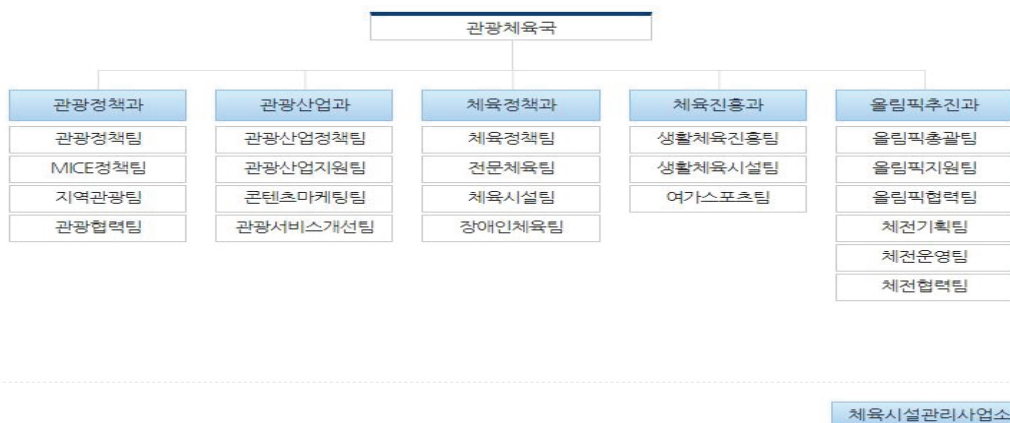 관광체육국
관광정책과
관광정책팀
MICE정책팀
지역관광팀
관광협력팀
관광산업과
관광산업정책팀
관광산업지원팀
콘텐츠마케팅팀
관광서비스개선팀
체육정책과
체육정책팀
전문체육팀
체육시설팀
장애인체육팀
체육진흥과
생활체육진흥팀
생활체육시설팀
여가스포츠팀
올림픽추진과
올림픽총괄팀
올림픽지원팀
올림픽협력팀
체전기획팀
체전운영팀
체전협력팀
체육시설관리사업소